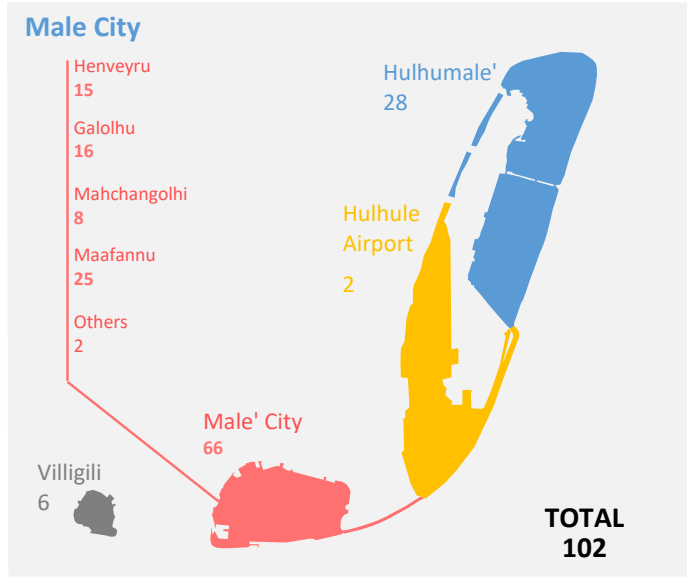 Male City
Henveyru
15
Galolhu
16
Mahchangolhi
8
Maafannu
25
Others
2
Hulhumale'
28
Hulhule
Airport
2
Male' City
66
Villigili
6
TOTAL
102